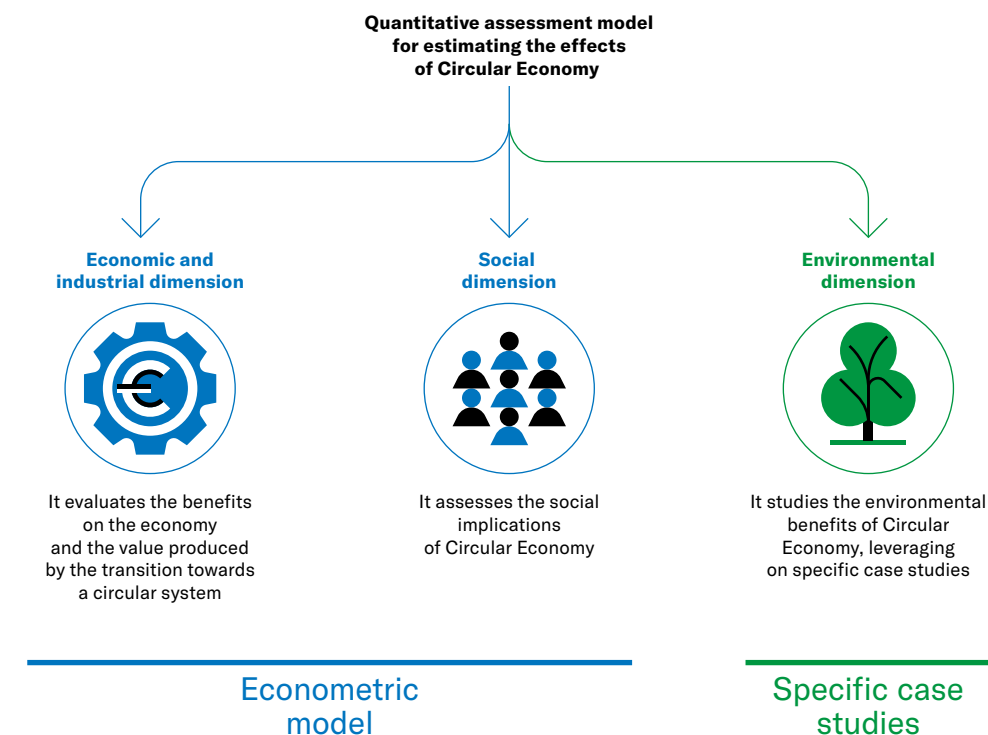 Quantitative assessment model
for estimating the effects
of Circular Economy
Economic and
industrial dimension
Social
dimension
Environmental
dimension
It evaluates the benefits
on the economy
and the value produced
by the transition towards
a circular system
It assesses the social
implications
of Circular Economy
It studies the environmental
benefits of Circular
Economy, leveraging
on specific case studies
Econometric
model
Specific case
studies